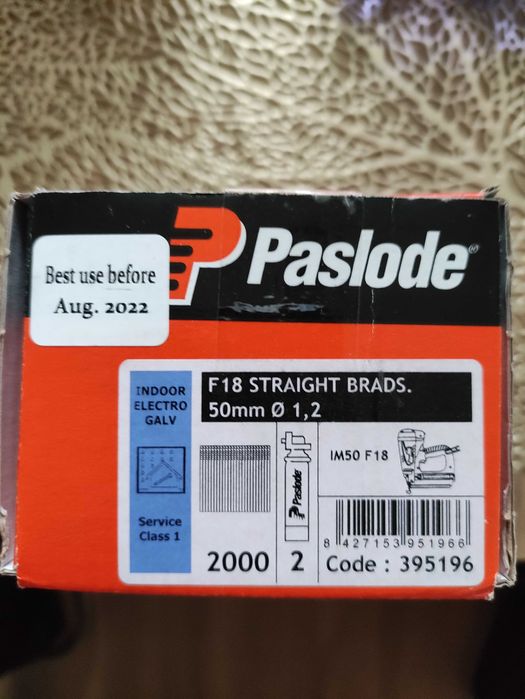 Best use before
Aug. 2022
Paslode®
INDOOR
ELECTRO
GALV
Service
Class 1
F18 STRAIGHT BRADS.
50mm Ø 1,2
2000
Paslode
2
IM50 F18
8 427153 951966
Code : 395196